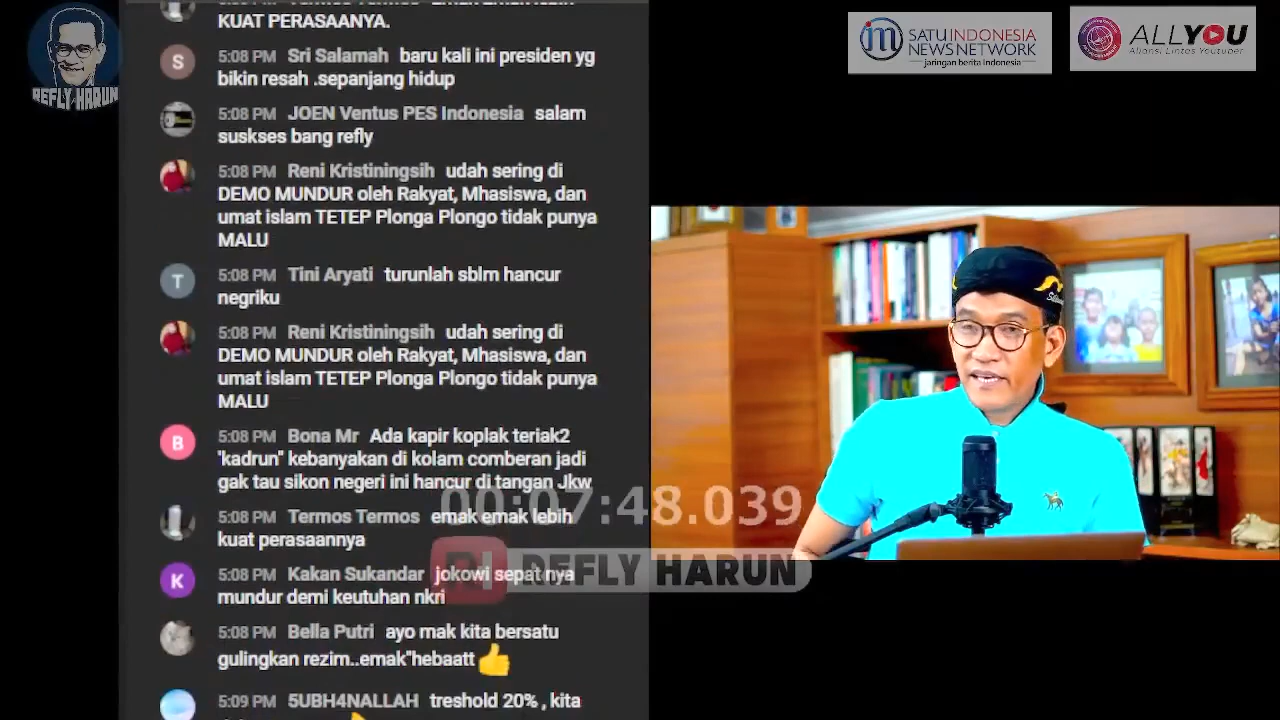 KUAT PERASAANYA.
S
5:08 PM Sri Salamah baru kali ini presiden yg
bikin resah .sepanjang hidup
5:08 PM JOEN Ventus PES Indonesia salam
suskses bang refly
5:08 PM Reni Kristiningsih udah sering di
DEMO MUNDUR oleh Rakyat, Mhasiswa, dan
umat islam TETEP Plonga Plongo tidak punya
MALU
T
5:08 PM Tini Aryati turunlah sblm hancur
negriku
5:08 PM Reni Kristiningsih udah sering di
DEMO MUNDUR oleh Rakyat, Mhasiswa, dan
umat islam TETEP Plonga Plongo tidak punya
MALU
B
5:08 PM Bona Mr Ada kapir koplak teriak2
'kadrun" kebanyakan di kolam comberan jadi
gak tau sikon negeri ini hancur di tangan Jkw
5:08 PM Termos Termos emak emak lebih
kuat perasaannya
K
5:08 PM Kakan Sukandar jokowi sepat nya
mundur demi keutuhan nkri
5:08 PM Bella Putri ayo mak kita bersatu
gulingkan rezim..emak"hebaatt 👍
5:09 PM 5UBH4NALLAH treshold 20% , kita
REFLY HARUN
SATU INDONESIA
NEWS NETWORK
jaringan berita Indonesia
ALLYOU
Aliansi Lintas Youtuber
00:07:48.039
REFLY HARUN